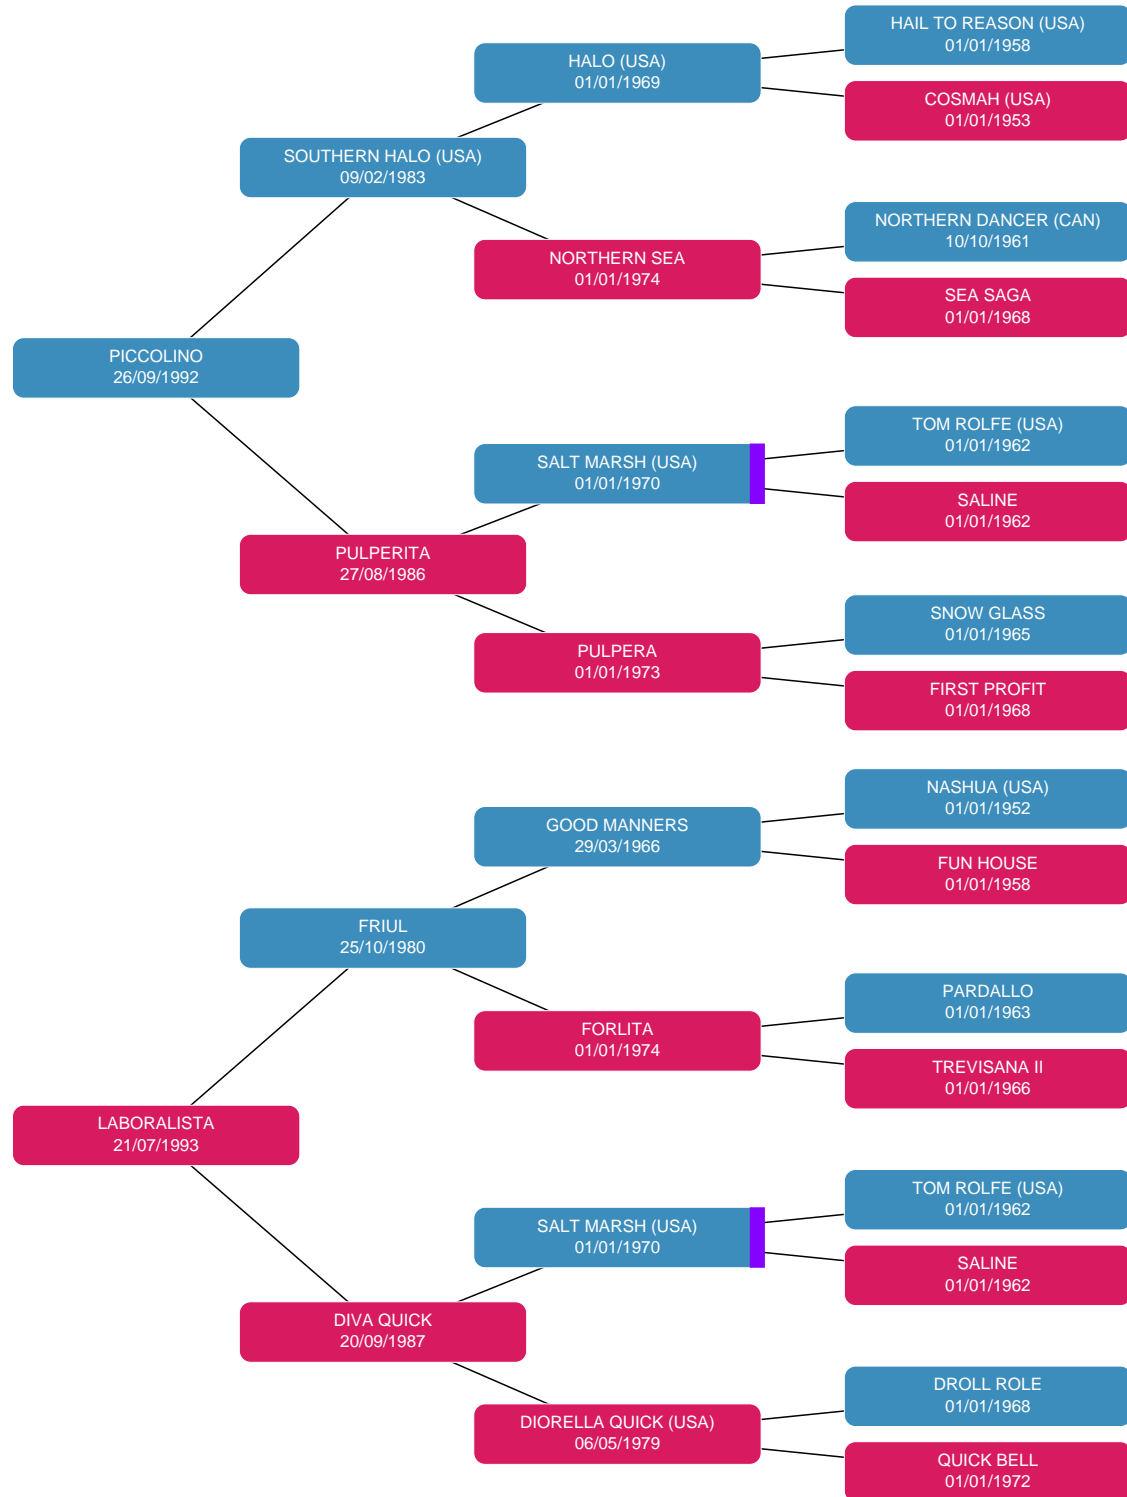 HAIL TO REASON (USA)
01/01/1958
HALO (USA)
01/01/1969
COSMAH (USA)
01/01/1953
SOUTHERN HALO (USA)
09/02/1983
NORTHERN DANCER (CAN)
10/10/1961
NORTHERN SEA
01/01/1974
SEA SAGA
01/01/1968
PICCOLINO
26/09/1992
TOM ROLFE (USA)
01/01/1962
SALT MARSH (USA)
01/01/1970
SALINE
01/01/1962
PULPERITA
27/08/1986
SNOW GLASS
01/01/1965
PULPERA
01/01/1973
FIRST PROFIT
01/01/1968
NASHUA (USA)
01/01/1952
GOOD MANNERS
29/03/1966
FUN HOUSE
01/01/1958
FRIUL
25/10/1980
PARDALLO
01/01/1963
FORLITA
01/01/1974
TREVISANA II
01/01/1966
LABORALISTA
21/07/1993
TOM ROLFE (USA)
01/01/1962
SALT MARSH (USA)
01/01/1970
SALINE
01/01/1962
DIVA QUICK
20/09/1987
DROLL ROLE
01/01/1968
DIORELLA QUICK (USA)
06/05/1979
QUICK BELL
01/01/1972